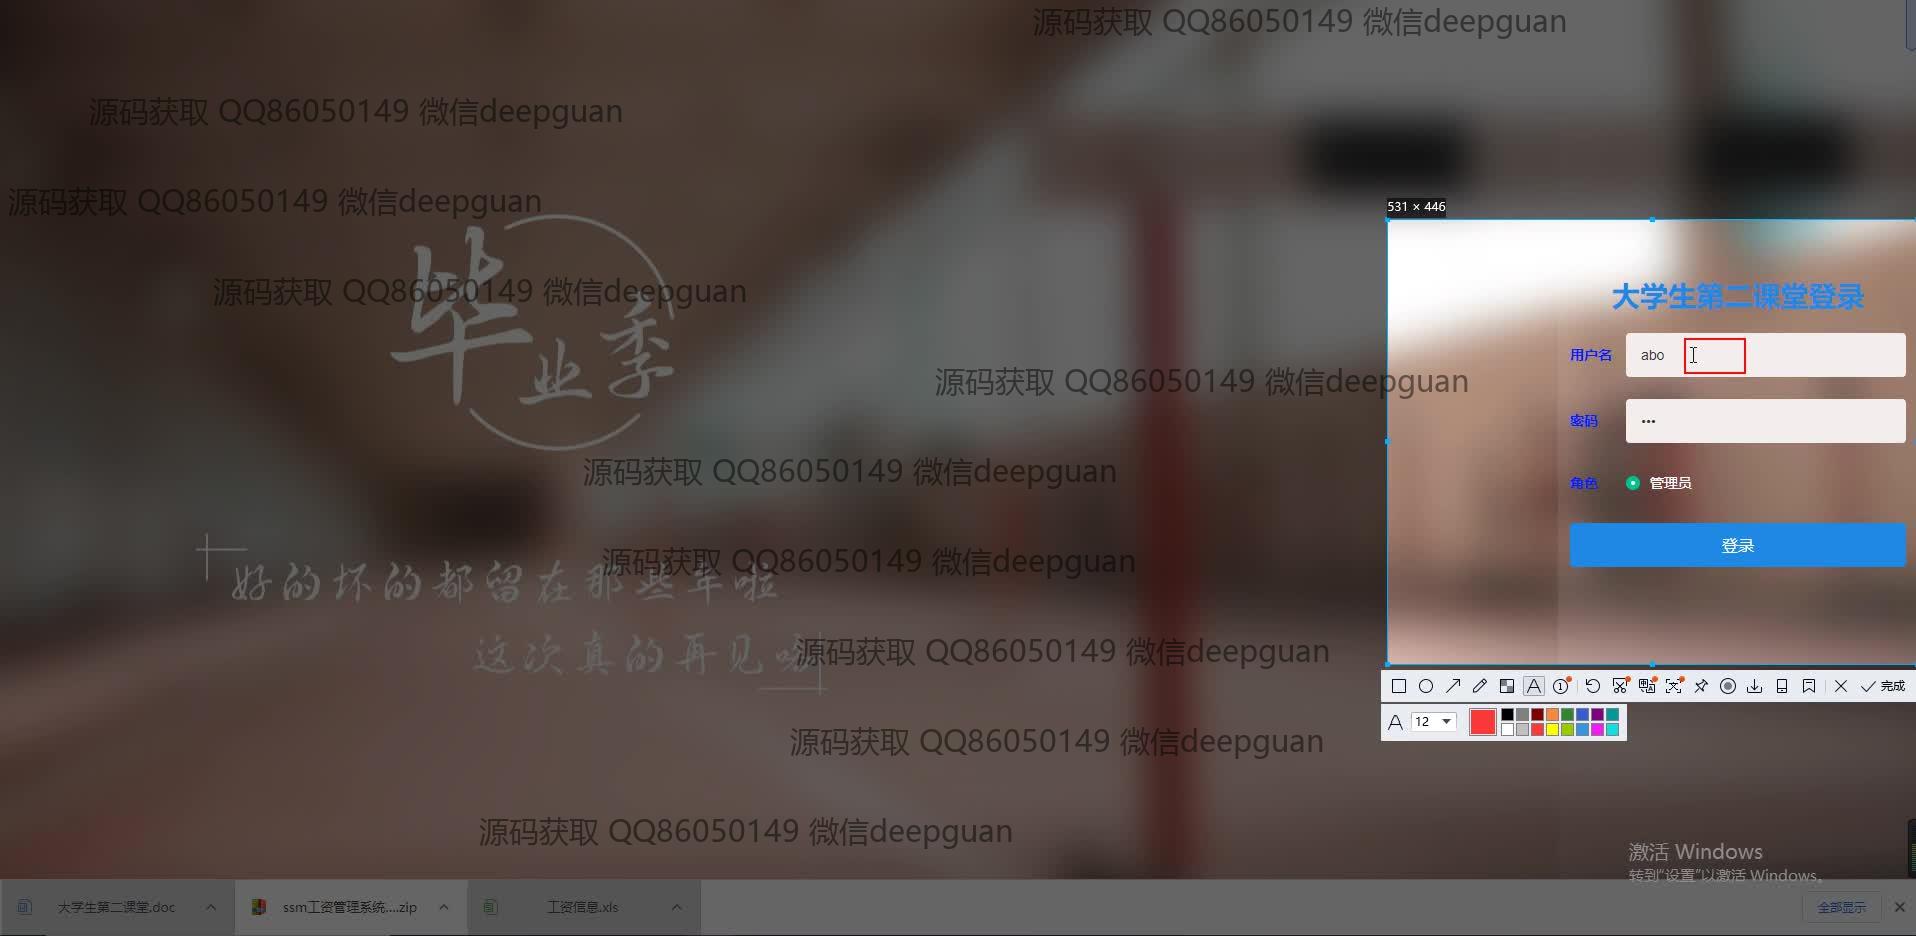 源码获取 QQ86050149 微信deepguan
源码获取 QQ86050149 微信deepguan
源码获取 QQ86050149 微信deepguan
531 × 446
源码获取 QQ86050149 微信deepguan
毕业季
大学生第二课堂登录
用户名 abo
源码获取 QQ86050149 微信deepguan
密码 •••
源码获取 QQ86050149 微信deepguan
角色 管理员
登录
源码获取 QQ86050149 微信deepguan
好的坏的都留在那些年啦
这次真的再见嘞
源码获取 QQ86050149 微信deepguan
A 1 完成
A 12
源码获取 QQ86050149 微信deepguan
源码获取 QQ86050149 微信deepguan
激活 Windows
转到“设置”以激活 Windows。
大学生第二课堂.doc ssm工资管理系统....zip 工资信息.xls 全部显示